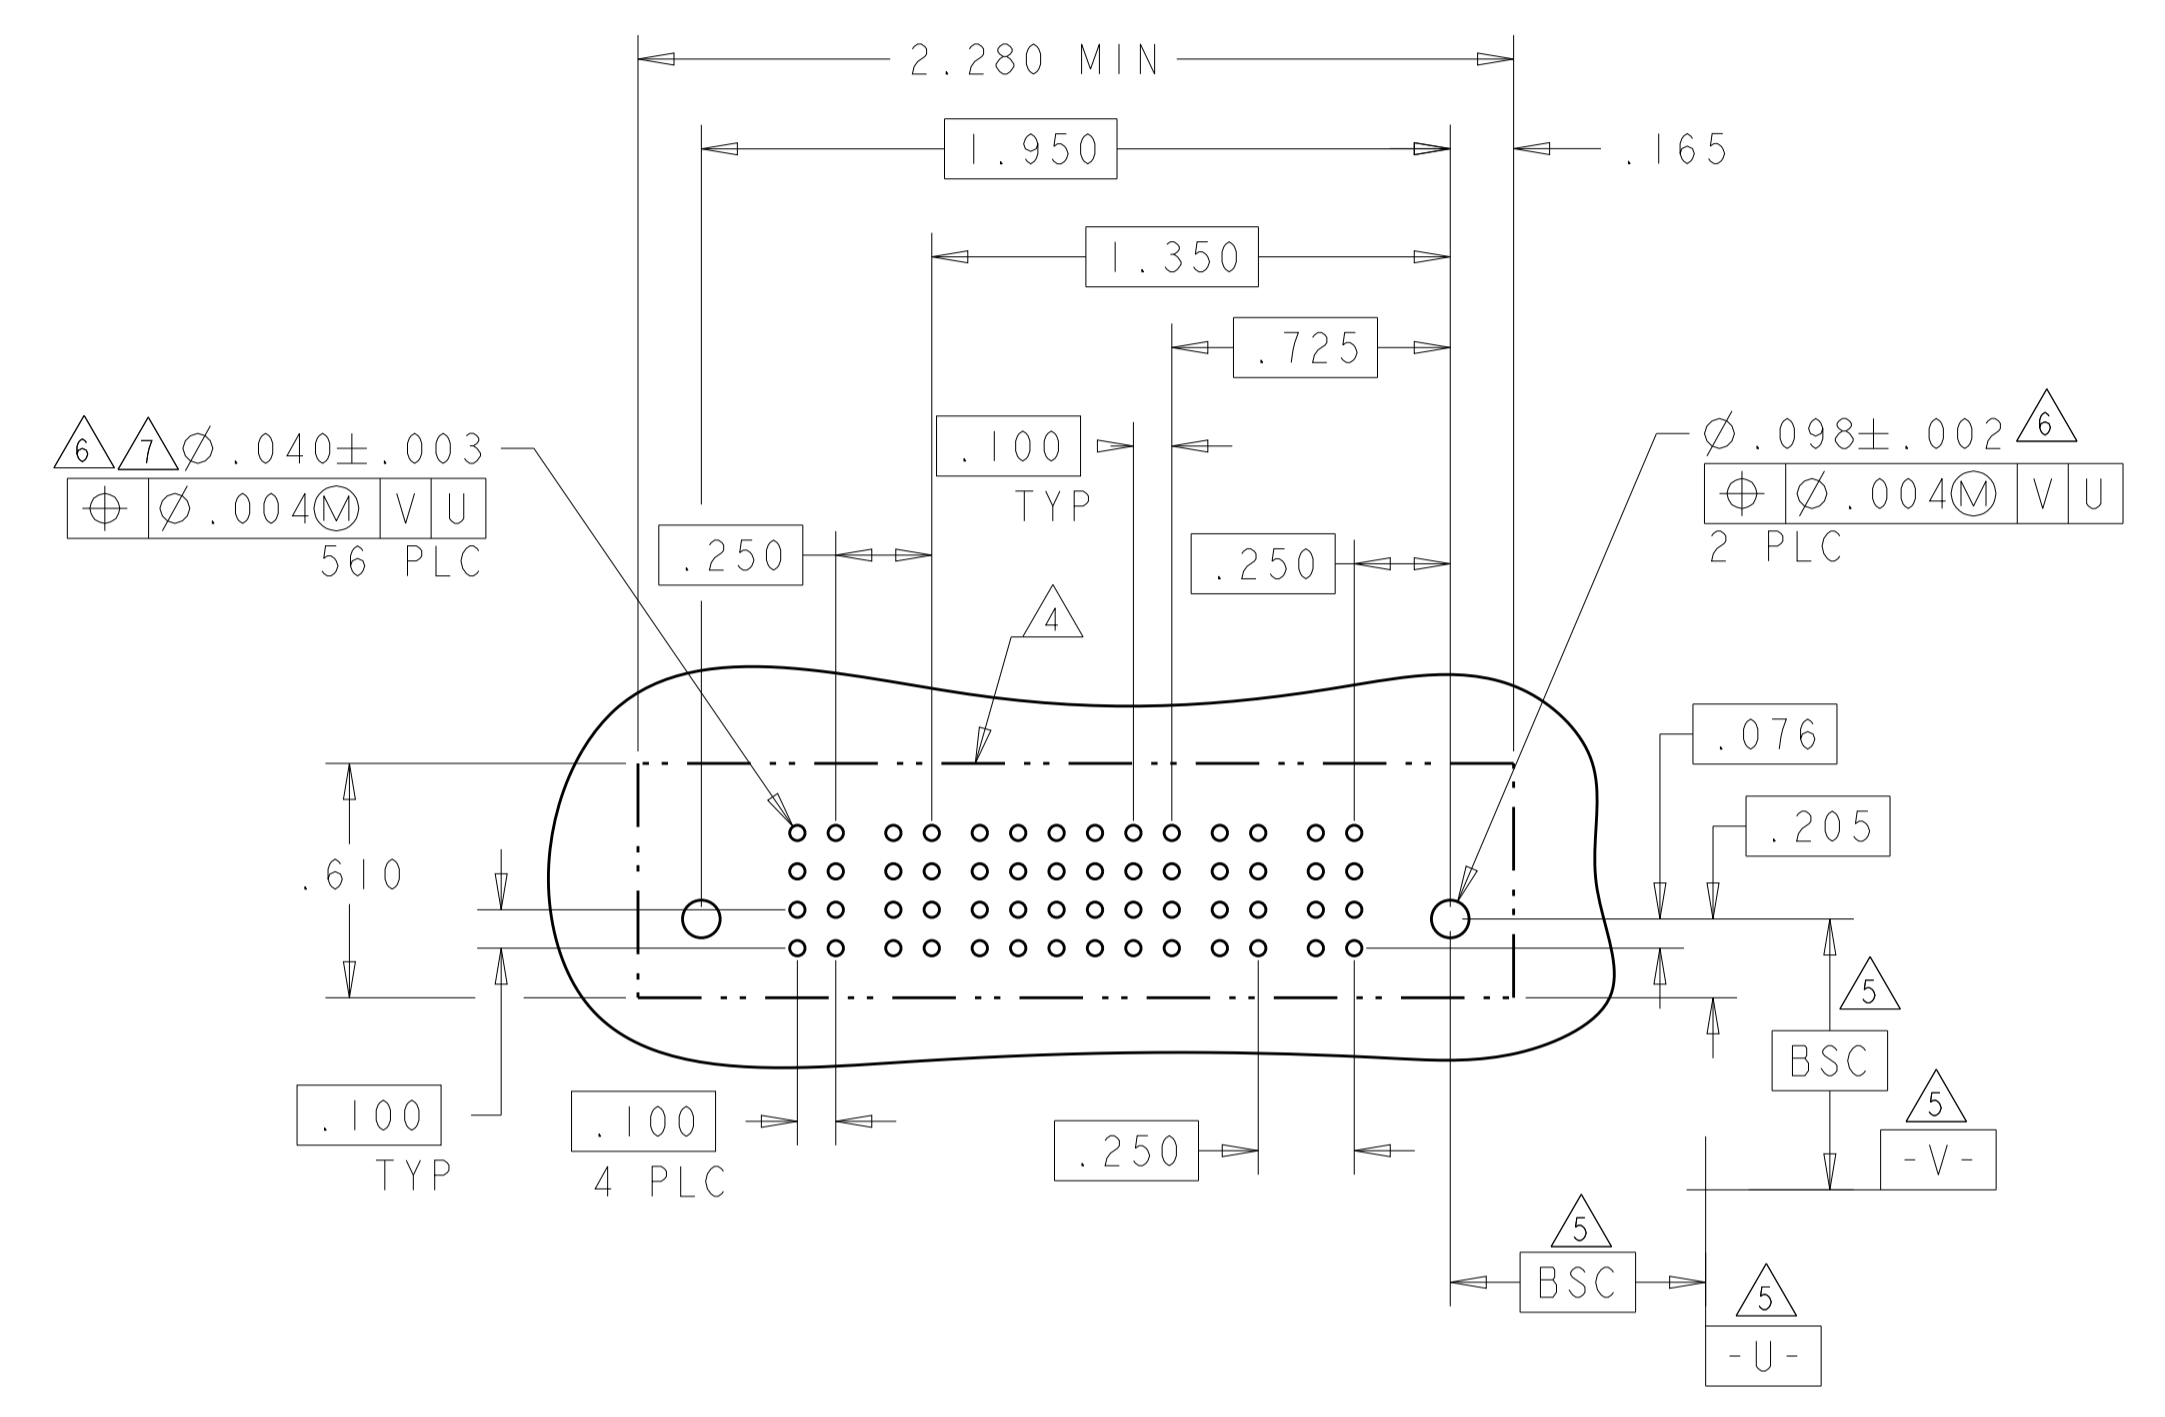 2.280 MIN
1.950
.165
1.350
.725
6 7 Ø.040±.003
⌖ Ø.004Ⓜ V U
56 PLC
.100
TYP
Ø.098±.002 6
⌖ Ø.004Ⓜ V U
2 PLC
.250
.250
4
.076
.205
.610
5
BSC
.100
TYP
.100
4 PLC
.250
5
-V-
5
BSC
5
-U-